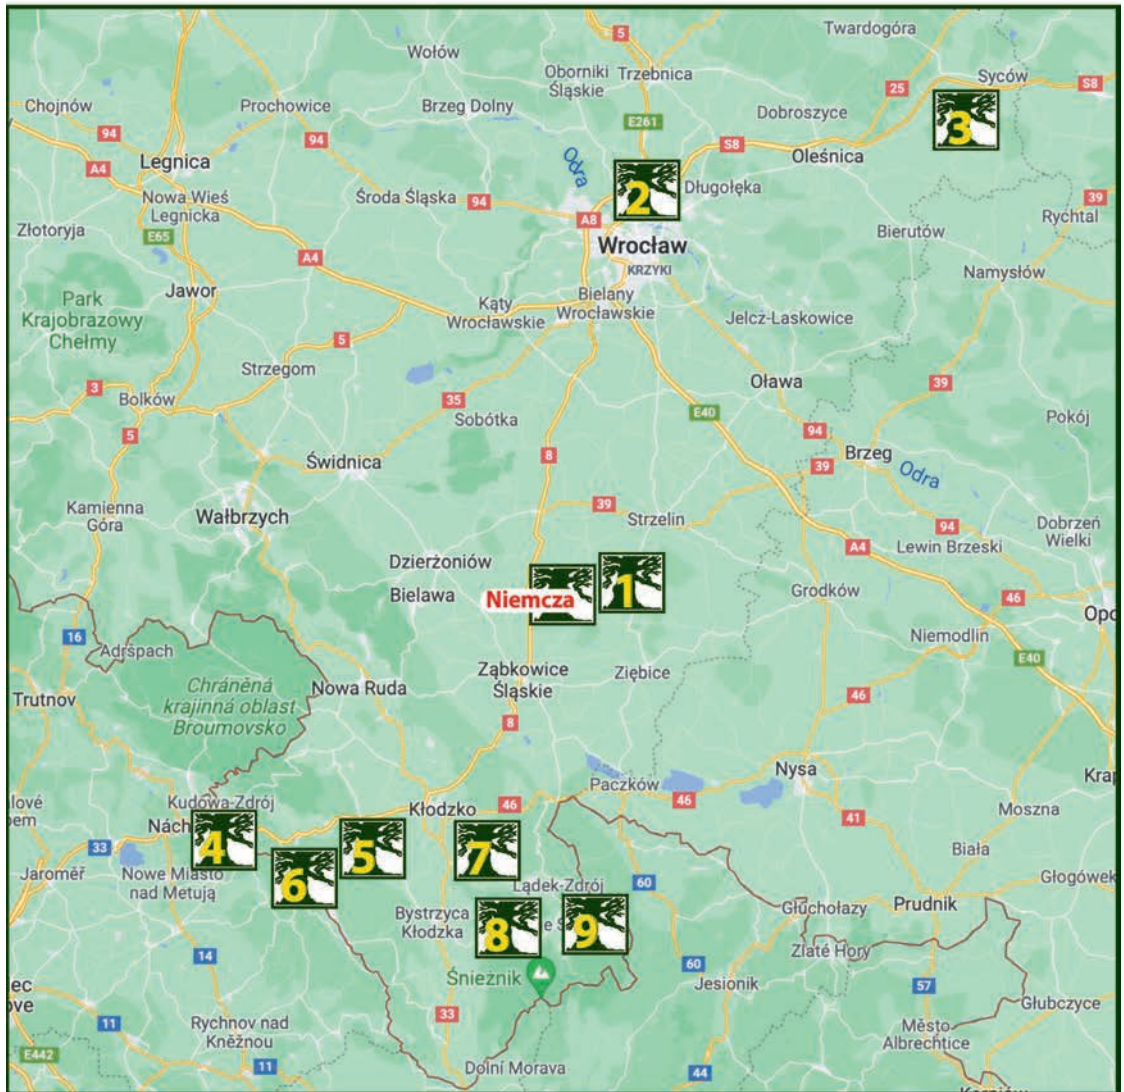 Twardogóra
5
Wołów
Oborniki
Śląskie
Trzebnica
Syców
S8
Chojnów
Prochowice
Brzeg Dolny
25
Dobroszyce
3
94
94
E261
S8
Odra
Oleśnica
Legnica
A4
2
Długołęka
Nowa Wieś
Legnicka
Środa Śląska
94
39
A8
Rychtal
Złotoryja
E65
Bierutów
A4
Wrocław
KRZYKI
Namysłów
Park
Krajobrazowy
Chełmy
Jawor
Kąty
Wrocławskie
Bielany
Wrocławskie
Jelcz-Laskowice
5
Strzegom
3
Bolków
35
Oława
39
E40
Sobótka
Pokój
5
94
Brzeg
Świdnica
8
39
Odra
Kamienna
Góra
Wałbrzych
39
Strzelin
94
Dobrzeń
Wielki
A4
Lewin Brzeski
Dzierżoniów
Bielawa
Niemcza
1
Grodków
46
Opo
16
Niemodlin
Adršpach
E40
Ząbkowice
Śląskie
Ziębice
Chráněná
krajinná oblast
Broumovsko
Nowa Ruda
46
Trutnov
8
Nysa
Paczków
46
Krap
Kudowa-Zdrój
Kłodzko
46
Moszna
41
33
Nách
4
5
7
Biała
Jaroměř
Nowe Miasto
nad Metują
6
Lądek-Zdrój
60
Głogówek
Głuchołazy
Prudnik
Bystrzyca
Kłodzka
8
9
Zlaté Hory
14
Śnieżnik
60
Jesionik
57
Głubczyce
11
Rychnov nad
Kněžnou
33
Město
Albrechtice
E442
11
Dolní Morava
44